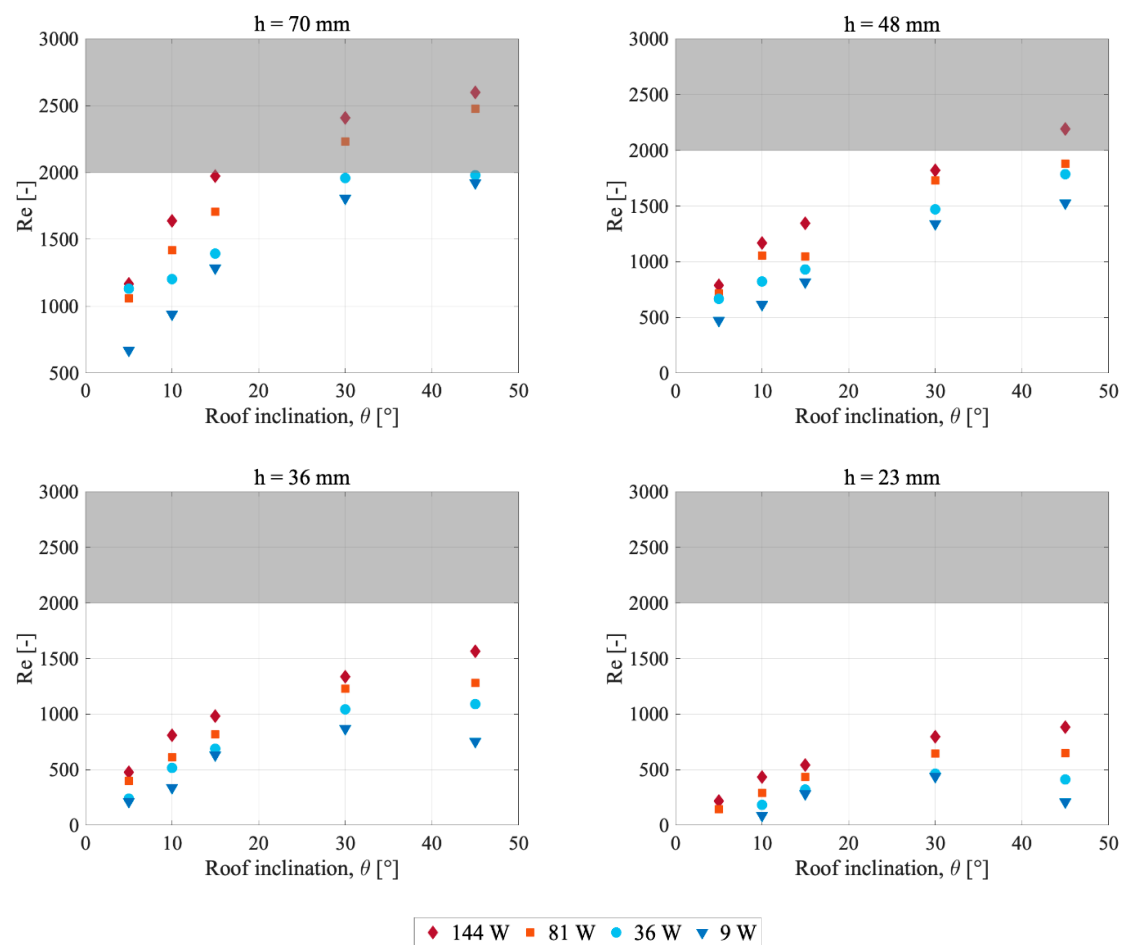 h = 70 mm
3000
2500
2000
1500
1000
500
Re [-]
0 10 20 30 40 50
Roof inclination, θ [°]
h = 48 mm
3000
2500
2000
1500
1000
500
0
Re [-]
0 10 20 30 40 50
Roof inclination, θ [°]
h = 36 mm
3000
2500
2000
1500
1000
500
0
Re [-]
0 10 20 30 40 50
Roof inclination, θ [°]
h = 23 mm
3000
2500
2000
1500
1000
500
0
Re [-]
0 10 20 30 40 50
Roof inclination, θ [°]
144 W 81 W 36 W 9 W